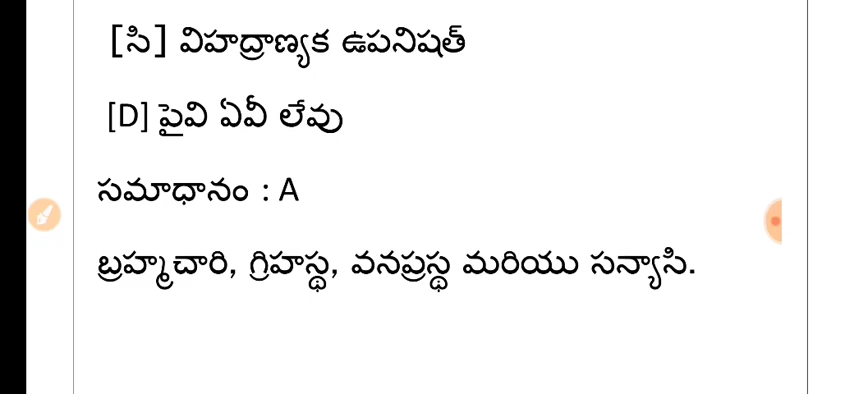 [సి] విహద్రాణ్యక ఉపనిషత్
[D] పైవి ఏవీ లేవు
సమాధానం : A
బ్రహ్మచారి, గ్రిహస్థ, వనప్రస్థ మరియు సన్యాసి.